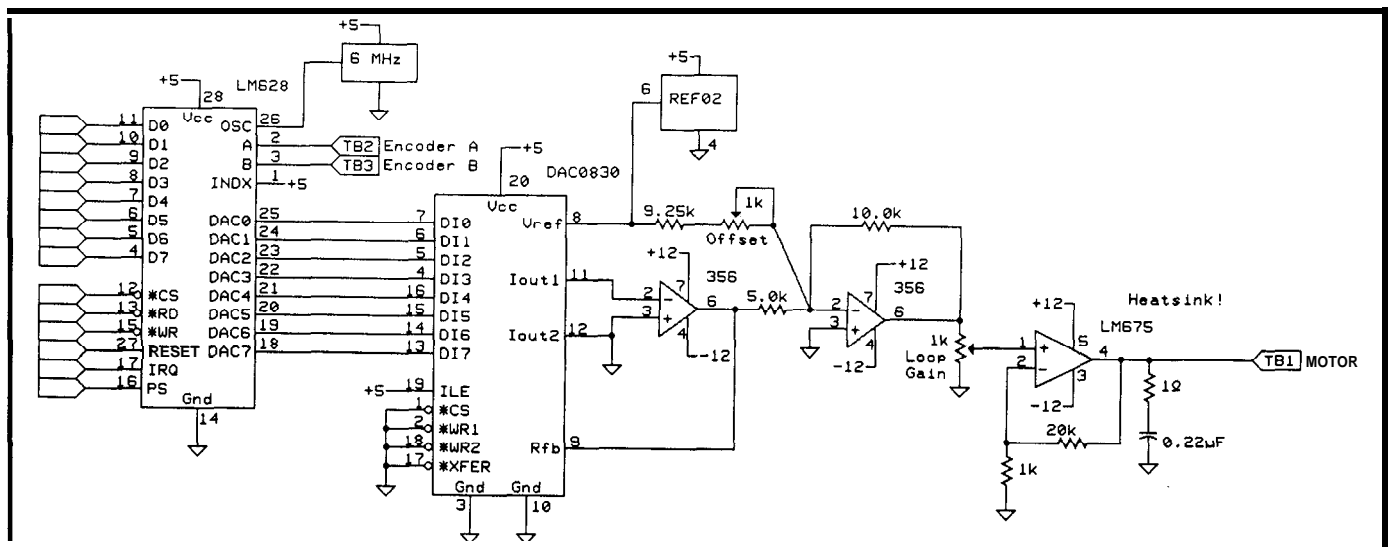 +5
6 MHz
LM628
+5
28
Vcc
OSC 26
A 2
B 3
INDX 1 +5
TB2 Encoder A
TB3 Encoder B
11 D0
10 D1
9 D2
8 D3
7 D4
6 D5
5 D6
4 D7
12 *CS
13 *RD
15 *WR
27 RESET
17 IRQ
16 PS
DAC0 25
DAC1 24
DAC2 23
DAC3 22
DAC4 21
DAC5 20
DAC6 19
DAC7 18
Gnd
14
+5
DAC0830
20
Vcc
7 DI0
6 DI1
5 DI2
4 DI3
16 DI4
15 DI5
14 DI6
13 DI7
+5 19 ILE
1 *CS
2 *WR1
18 *WR2
17 *XFER
Vref 8
Iout1 11
Iout2 12
Rfb 9
Gnd Gnd
3 10
+5
6 REF02
4
9.25k
1k
Offset
10.0k
+12
7
356
2 -
3 +
6
4
-12
5.0k
+12
7
356
2 -
3 +
6
4
-12
1k
Loop
Gain
Heatsink!
+12
5
LM675
1 +
2 -
4
3
-12
20k
1k
1Ω
0.22µF
TB1 MOTOR